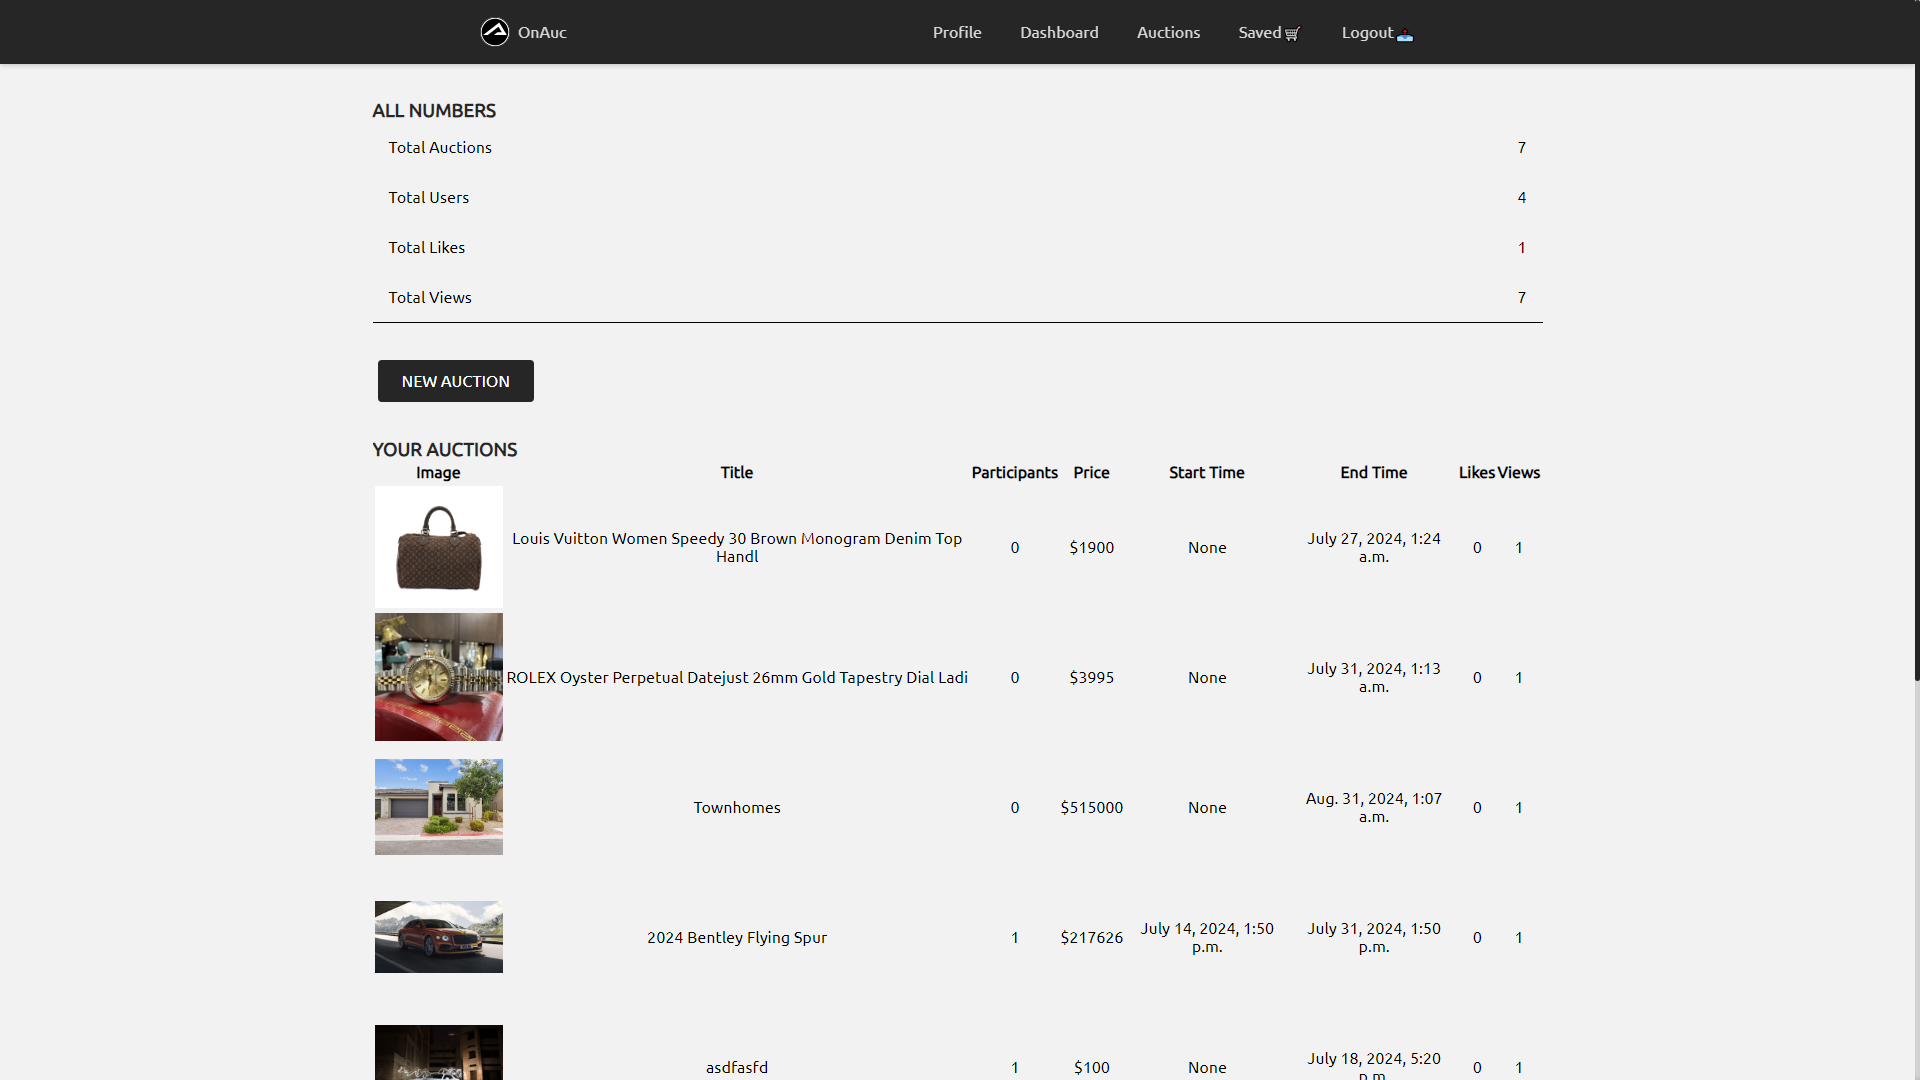 OnAuc
Profile
Dashboard
Auctions
Saved
Logout
ALL NUMBERS
Total Auctions 7
Total Users 4
Total Likes 1
Total Views 7
NEW AUCTION
YOUR AUCTIONS
Image Title Participants Price Start Time End Time Likes Views
Louis Vuitton Women Speedy 30 Brown Monogram Denim Top
Handl
0 $1900 None
July 27, 2024, 1:24
a.m.
0 1
ROLEX Oyster Perpetual Datejust 26mm Gold Tapestry Dial Ladi
0 $3995 None
July 31, 2024, 1:13
a.m.
0 1
Townhomes
0 $515000 None
Aug. 31, 2024, 1:07
a.m.
0 1
2024 Bentley Flying Spur
1 $217626
July 14, 2024, 1:50
p.m.
July 31, 2024, 1:50
p.m.
0 1
asdfasfd
1 $100 None
July 18, 2024, 5:20
p.m.
0 1